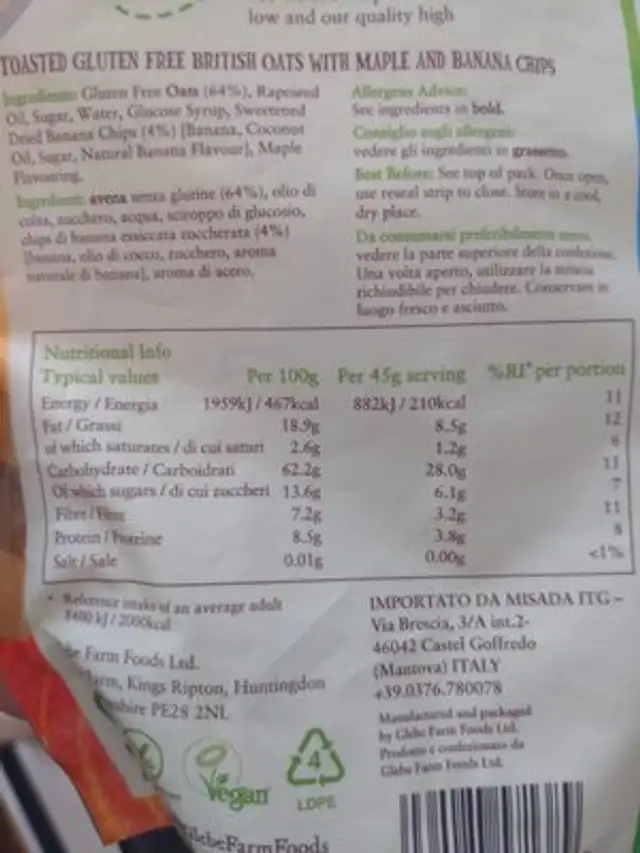 low and our quality high
TOASTED GLUTEN FREE BRITISH OATS WITH MAPLE AND BANANA CHIPS
Ingredients: Gluten Free Oats (64%), Rapeseed
Oil, Sugar, Water, Glucose Syrup, Sweetened
Dried Banana Chips (4%) [Banana, Coconut
Oil, Sugar, Natural Banana Flavour], Maple
Flavouring.
Ingredienti: avena senza glutine (64%), olio di
colza, zucchero, acqua, sciroppo di glucosio,
chips di banana essiccata zuccherata (4%)
[banana, olio di cocco, zucchero, aroma
naturale di banana], aroma di acero.
Allergens Advice:
See ingredients in bold.
Consiglio sugli allergeni:
vedere gli ingredienti in grassetto.
Best Before: See top of pack. Once open,
use reseal strip to close. Store in a cool,
dry place.
Da consumarsi preferibilmente
vedere la parte superiore della confezione.
Una volta aperto, utilizzare la striscia
richiudibile per chiudere. Conservare in
luogo fresco e asciutto.
Nutritional Info
Typical values Per 100g Per 45g serving %RI* per portion
Energy / Energia 1959kJ / 467kcal 882kJ / 210kcal 11
Fat / Grassi 18.9g 8.5g 12
of which saturates / di cui saturi 2.6g 1.2g 6
Carbohydrate / Carboidrati 62.2g 28.0g 11
Of which sugars / di cui zuccheri 13.6g 6.1g 7
Fibre / Fibre 7.2g 3.2g 11
Protein / Proteine 8.5g 3.8g 8
Salt / Sale 0.01g 0.00g <1%
* Reference intake of an average adult
8400 kJ / 2000kcal
Farm Foods Ltd.
Farm, Kings Ripton, Huntingdon
shire PE28 2NL
IMPORTATO DA MISADA ITG -
Via Brescia, 3/A int.2-
46042 Castel Goffredo
(Mantova) ITALY
+39.0376.780078
Manufactured and packaged
by Glebe Farm Foods Ltd.
Prodotto e confezionato da
Glebe Farm Foods Ltd.
Vegan
4
LDPE
GlebeFarmFoods